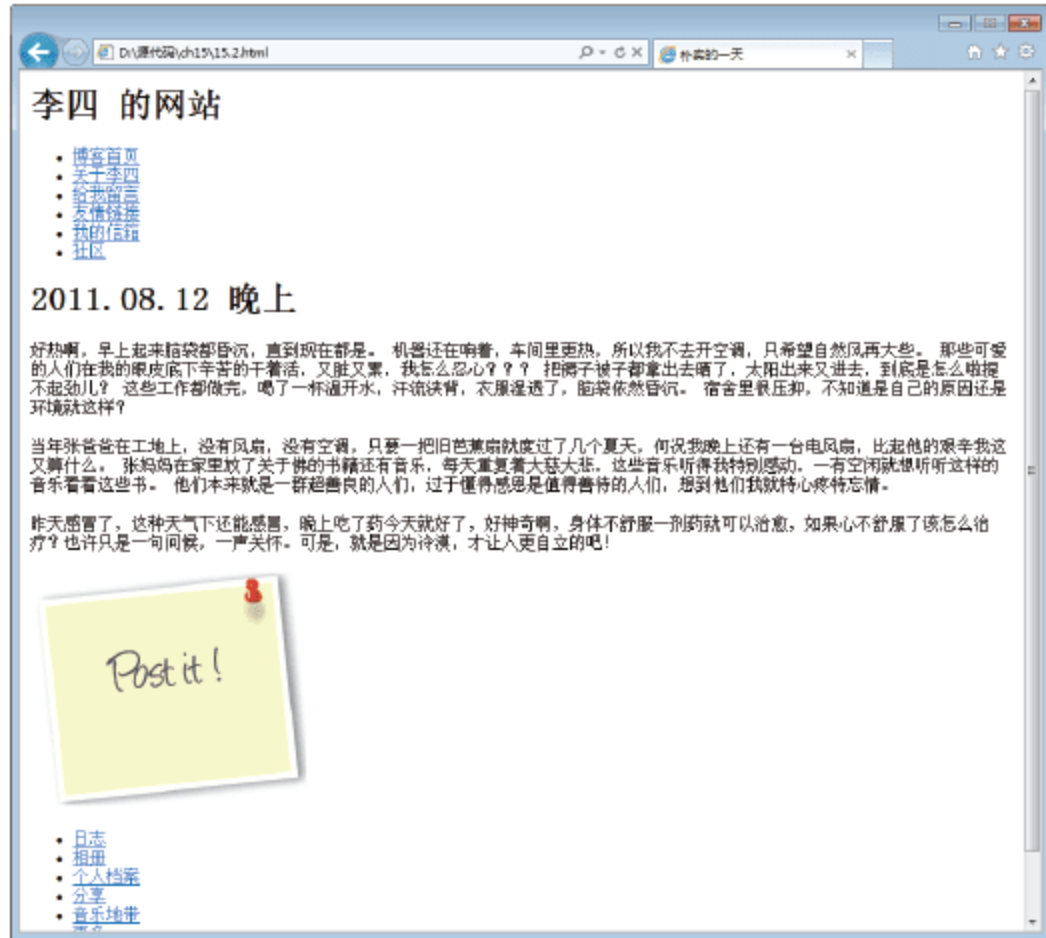 D:\源代码\ch15\15.2.html
朴实的一天
李四 的网站
博客首页
关于李四
给我留言
友情链接
我的信箱
社区
2011.08.12 晚上
好热啊，早上起来脑袋都昏沉，直到现在都是。 机器还在响着，车间里更热，所以我不去开空调，只希望自然风再大些。 那些可爱
的人们在我的眼皮底下辛苦的干着活，又脏又累，我怎么忍心？？？ 把褥子被子都拿出去晒了，太阳出来又进去，到底是怎么啦提
不起劲儿？ 这些工作都做完，喝了一杯温开水，汗流浃背，衣服湿透了，脑袋依然昏沉。 宿舍里很压抑，不知道是自己的原因还是
环境就这样？
当年张爸爸在工地上，没有风扇，没有空调，只要一把旧芭蕉扇就度过了几个夏天，何况我晚上还有一台电风扇，比起他的艰辛我这
又算什么。 张妈妈在家里放了关于佛的书籍还有音乐，每天重复着大慈大悲，这些音乐听得我特别感动，一有空闲就想听听这样的
音乐看看这些书。 他们本来就是一群超善良的人们，过于懂得感恩是值得善待的人们，想到他们我就特心疼特忘情。
昨天感冒了，这种天气下还能感冒，晚上吃了药今天就好了，好神奇啊，身体不舒服一剂药就可以治愈，如果心不舒服了该怎么治
疗？也许只是一句问候，一声关怀。可是，就是因为冷漠，才让人更自立的吧！
Post it!
日志
相册
个人档案
分享
音乐地带